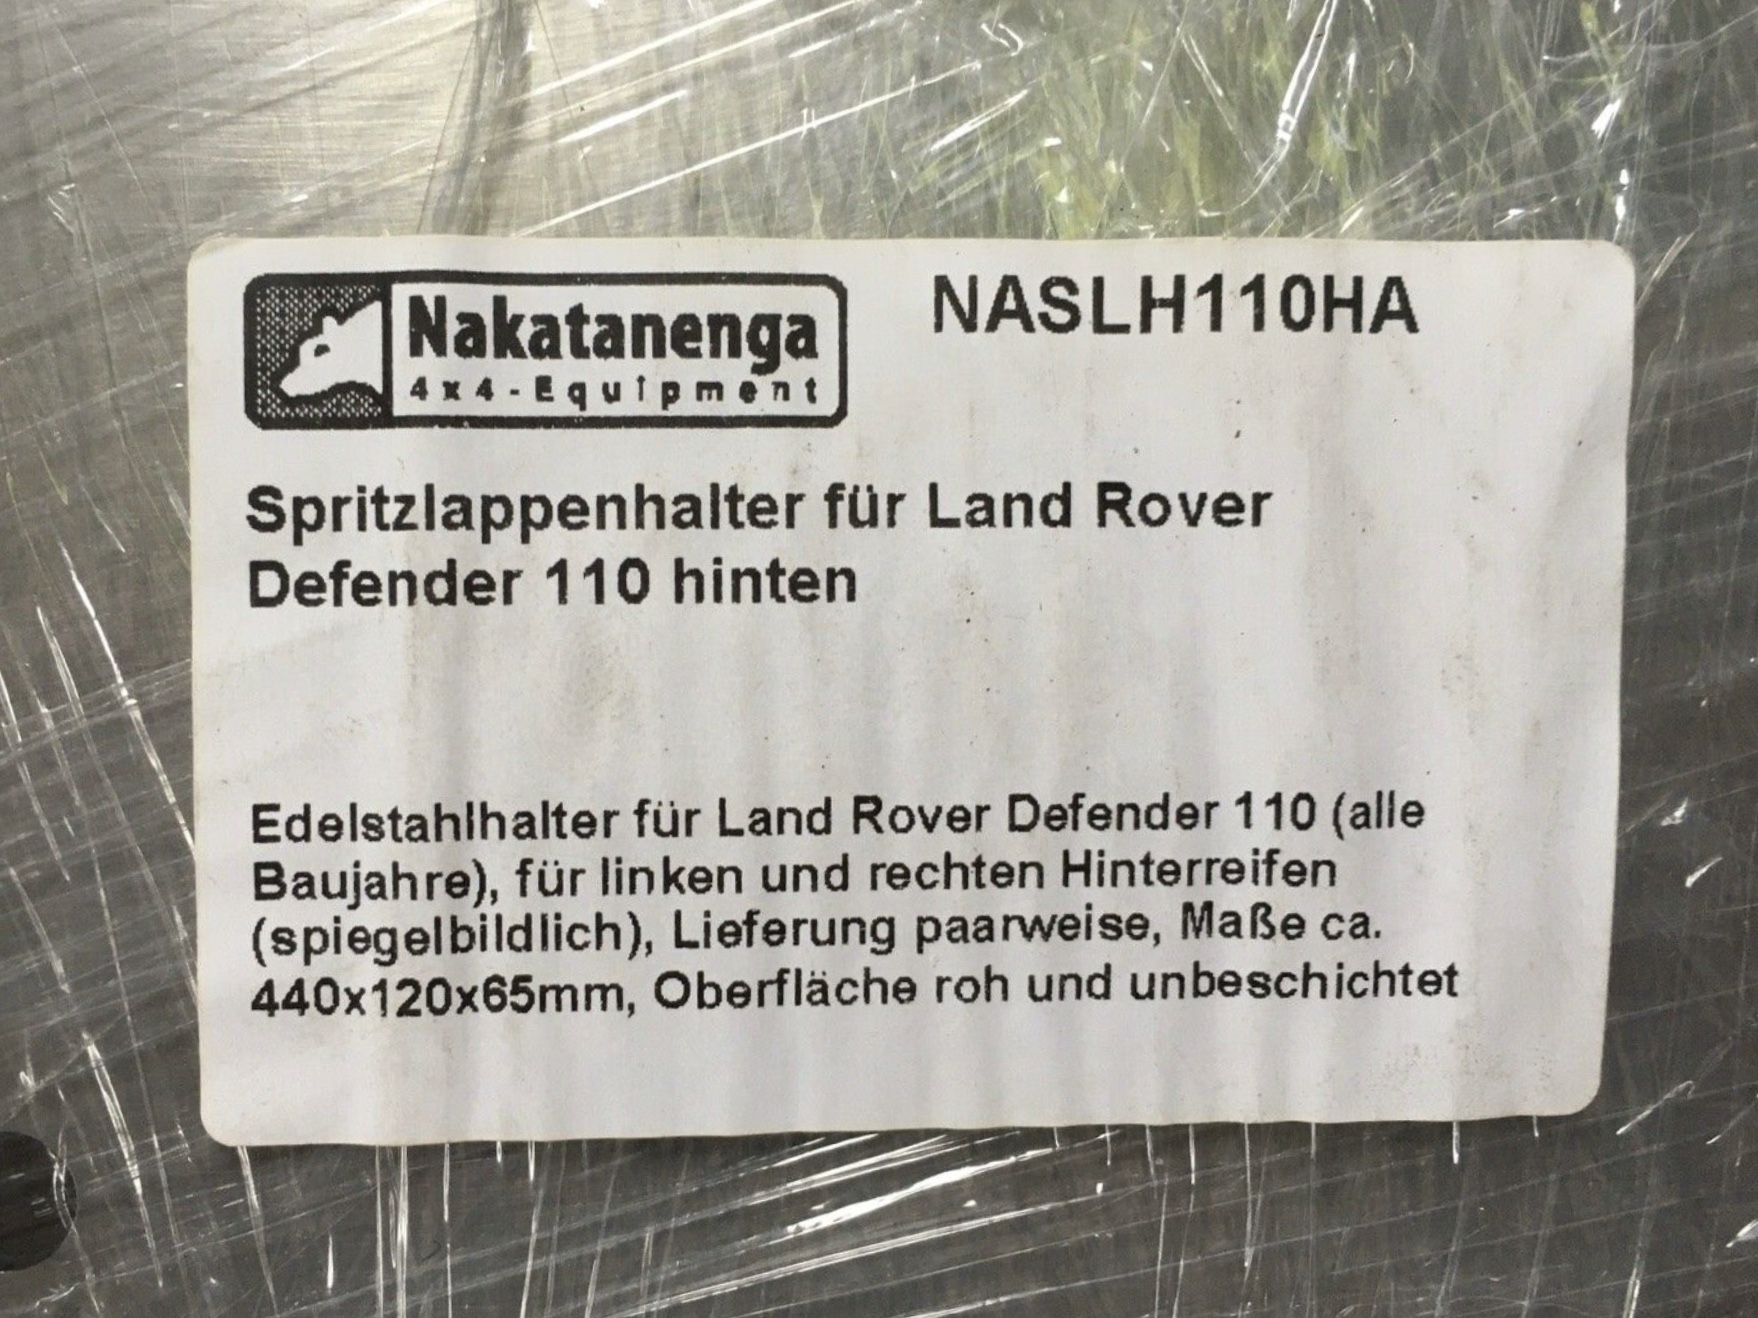 Nakatanenga
4x4-Equipment
NASLH110HA
Spritzlappenhalter für Land Rover
Defender 110 hinten
Edelstahlhalter für Land Rover Defender 110 (alle
Baujahre), für linken und rechten Hinterreifen
(spiegelbildlich), Lieferung paarweise, Maße ca.
440x120x65mm, Oberfläche roh und unbeschichtet